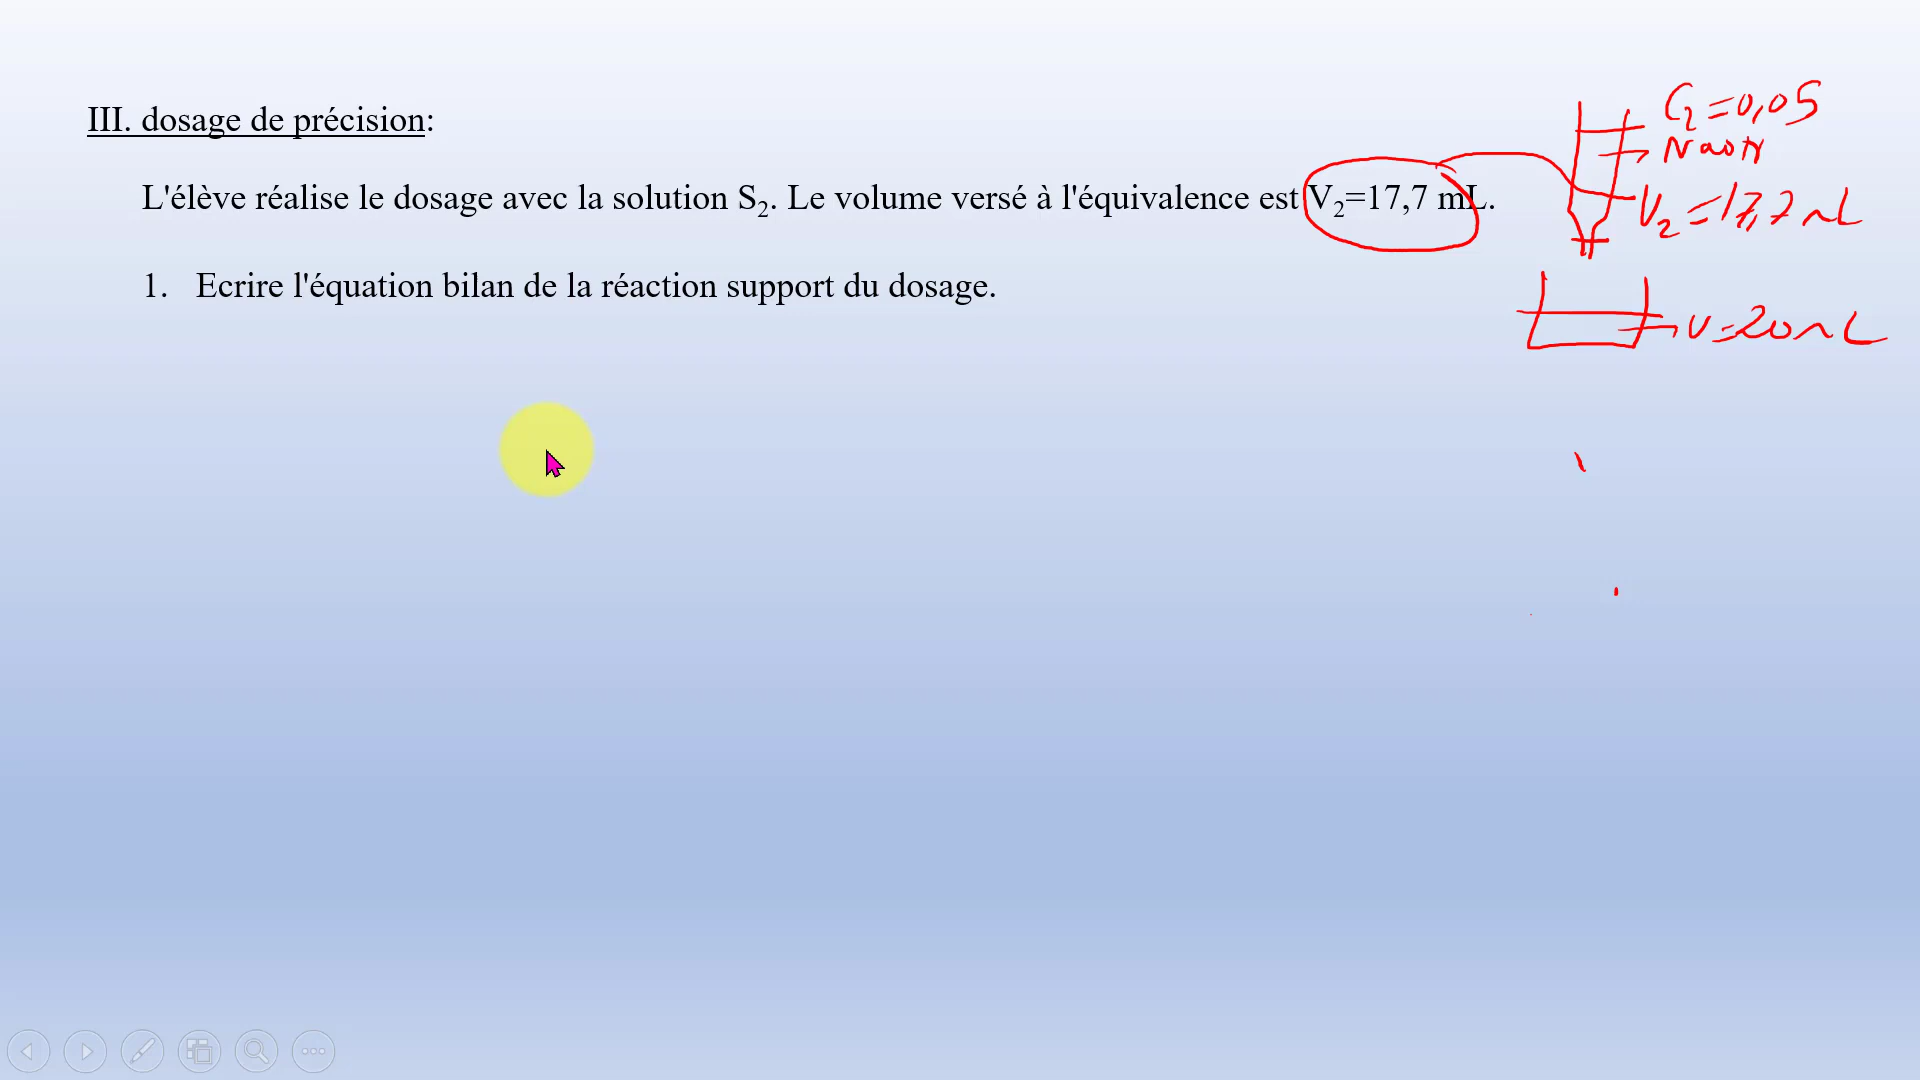 III. dosage de précision:
C₂ = 0,05
NaOH
L'élève réalise le dosage avec la solution S₂. Le volume versé à l'équivalence est V₂=17,7 mL.
V₂ = 17,7 mL
1. Ecrire l'équation bilan de la réaction support du dosage.
V = 20 mL